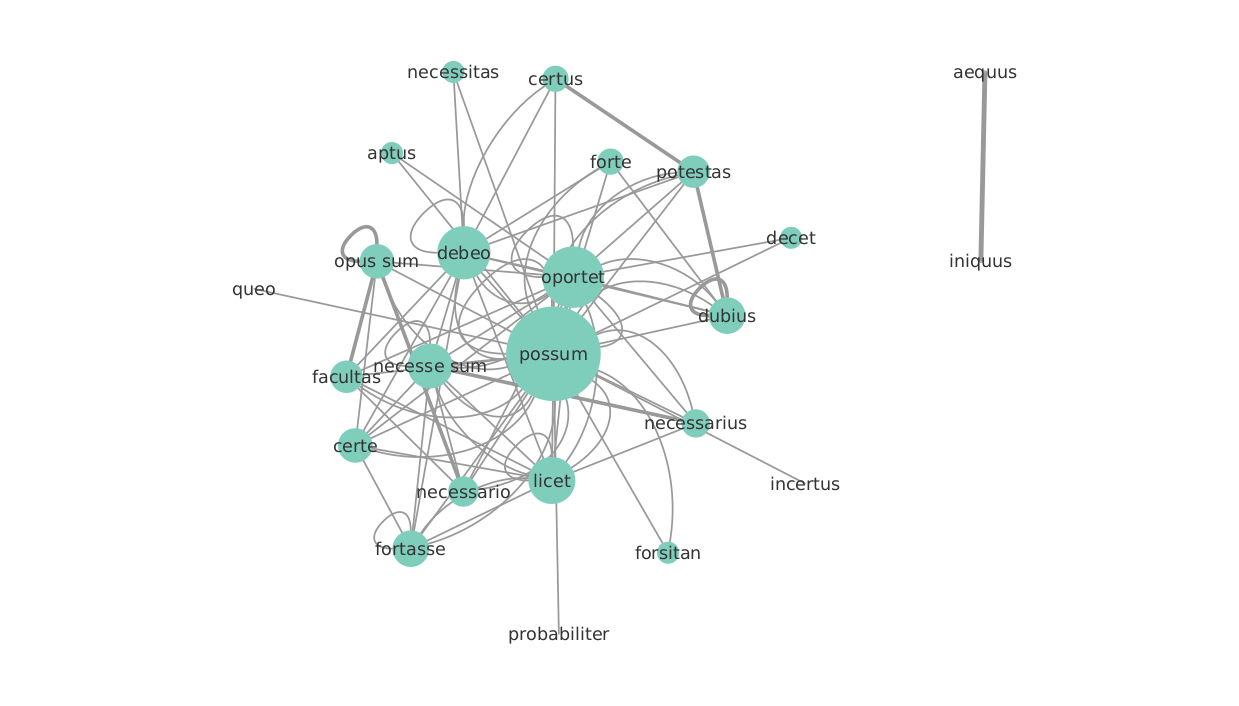 necessitas
certus
aequus
aptus
forte
potestas
decet
debeo
opus sum
iniquus
oportet
queo
dubius
possum
necesse sum
facultas
necessarius
certe
licet
incertus
necessario
fortasse
forsitan
probabiliter